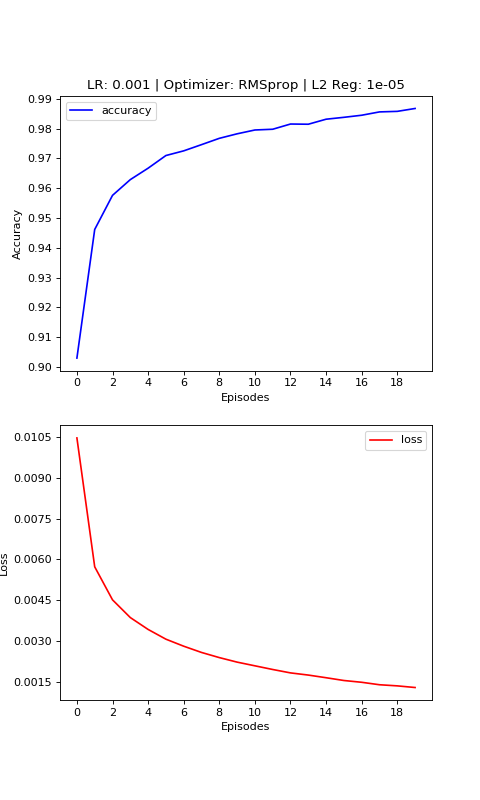 LR: 0.001 | Optimizer: RMSprop | L2 Reg: 1e-05
accuracy
Accuracy
0.99
0.98
0.97
0.96
0.95
0.94
0.93
0.92
0.91
0.90
0 2 4 6 8 10 12 14 16 18
Episodes
loss
Loss
0.0105
0.0090
0.0075
0.0060
0.0045
0.0030
0.0015
0 2 4 6 8 10 12 14 16 18
Episodes